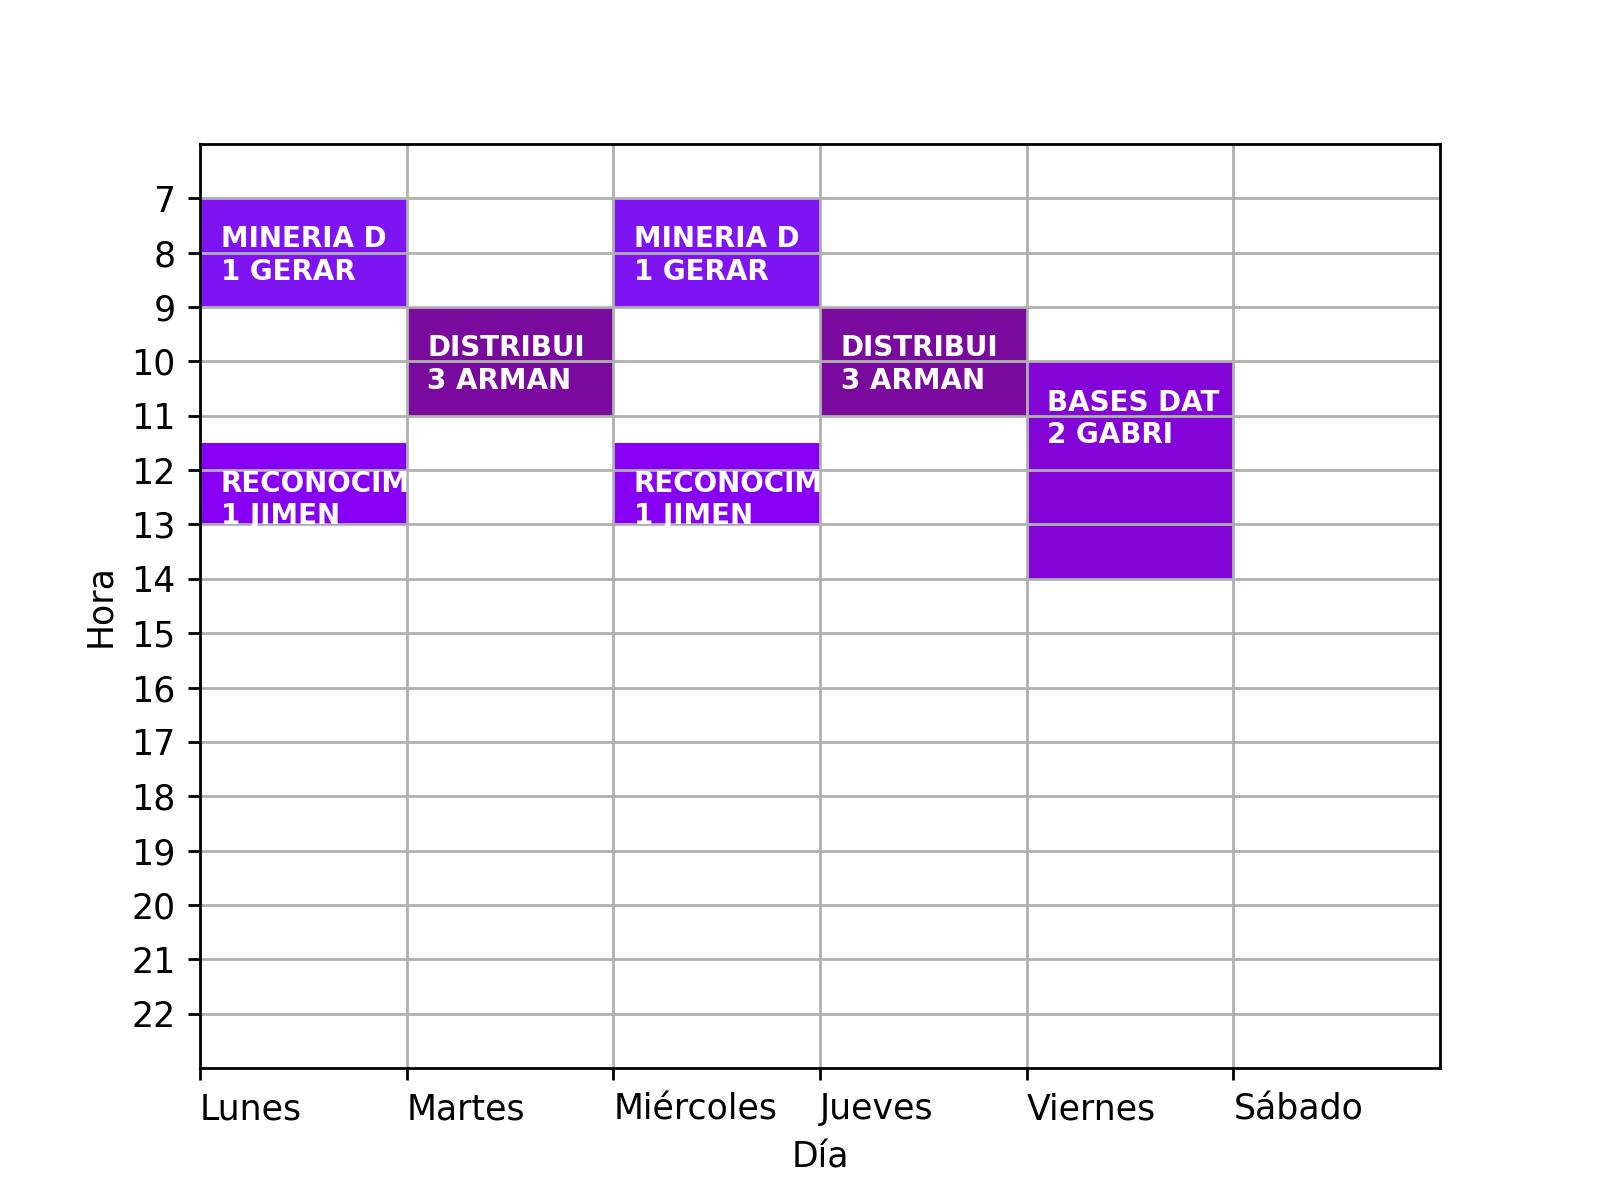 7
MINERIA D
MINERIA D
8
1 GERAR
1 GERAR
9
DISTRIBUI
DISTRIBUI
10
3 ARMAN
3 ARMAN
BASES DAT
11
2 GABRI
12
RECONOCIM
RECONOCIM
1 JIMEN
1 JIMEN
13
14
Hora
15
16
17
18
19
20
21
22
Lunes Martes Miércoles Jueves Viernes Sábado
Día